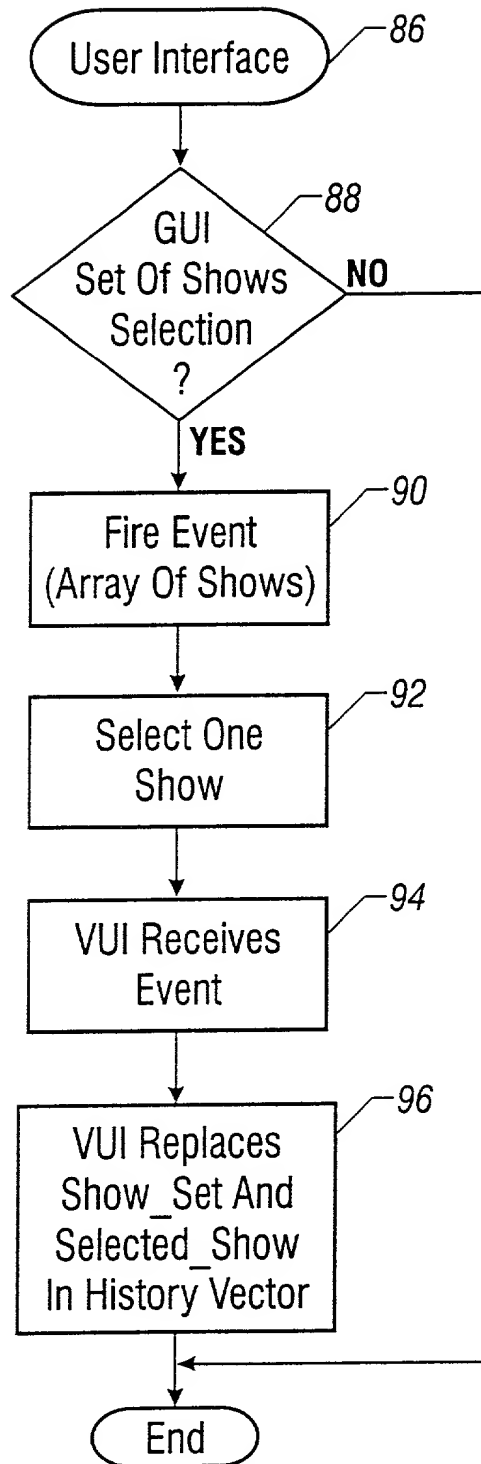 User Interface
86
88
GUI
Set Of Shows
Selection
?
NO
YES
90
Fire Event
(Array Of Shows)
92
Select One
Show
94
VUI Receives
Event
96
VUI Replaces
Show_Set And
Selected_Show
In History Vector
End